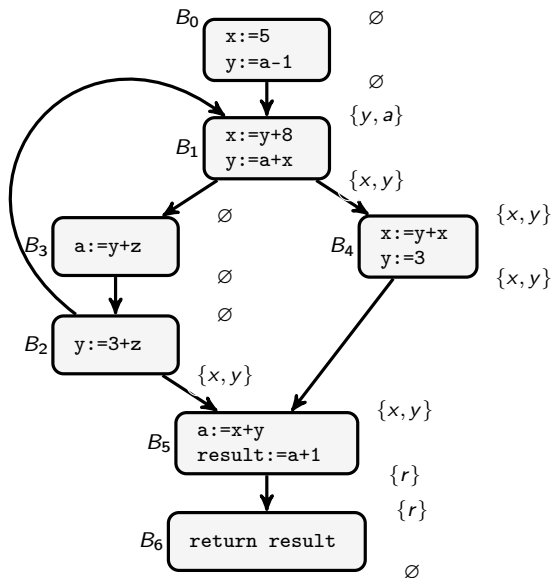 B₀
∅
x:=5
y:=a-1
∅
{y, a}
B₁
x:=y+8
y:=a+x
{x, y}
∅
{x, y}
B₃
a:=y+z
B₄
x:=y+x
y:=3
∅
{x, y}
∅
B₂
y:=3+z
{x, y}
{x, y}
B₅
a:=x+y
result:=a+1
{r}
{r}
B₆
return result
∅